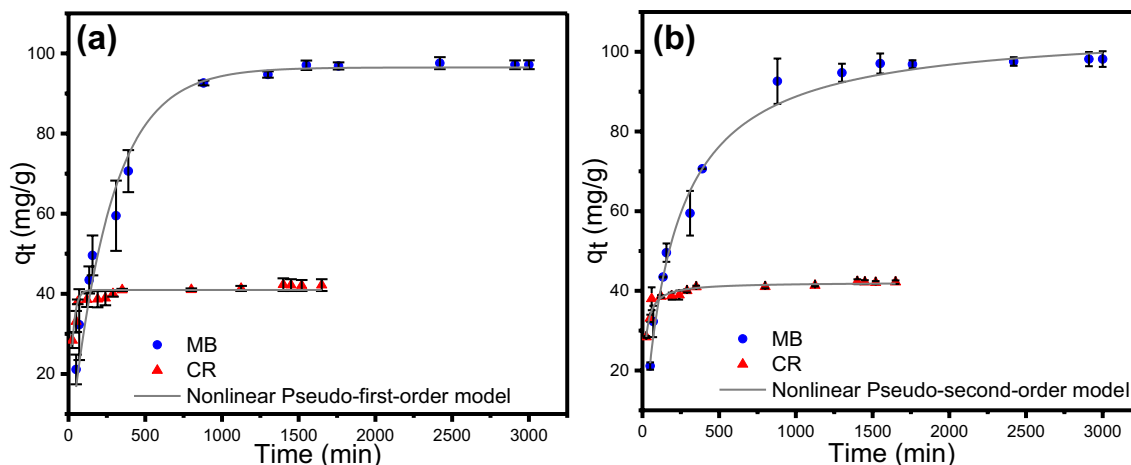 (a)
100
80
60
40
20
qt (mg/g)
MB
CR
Nonlinear Pseudo-first-order model
0 500 1000 1500 2000 2500 3000
Time (min)
(b)
100
80
60
40
20
qt (mg/g)
MB
CR
Nonlinear Pseudo-second-order model
0 500 1000 1500 2000 2500 3000
Time (min)